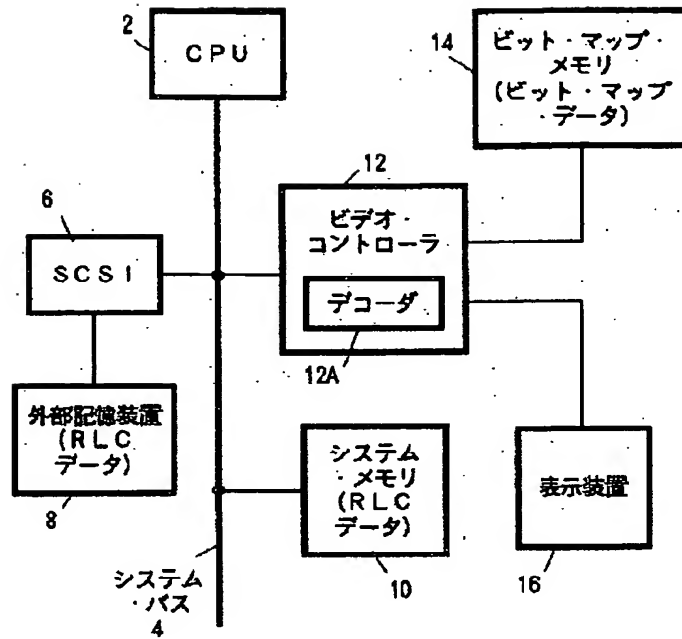 2
CPU
14
ビット・マップ・
メモリ
(ビット・マップ
・データ)
12
ビデオ・
コントローラ
デコーダ
12A
6
SCSI
外部記憶装置
(RLC
データ)
8
システム
・メモリ
(RLC
データ)
10
表示装置
16
システム
・バス
4